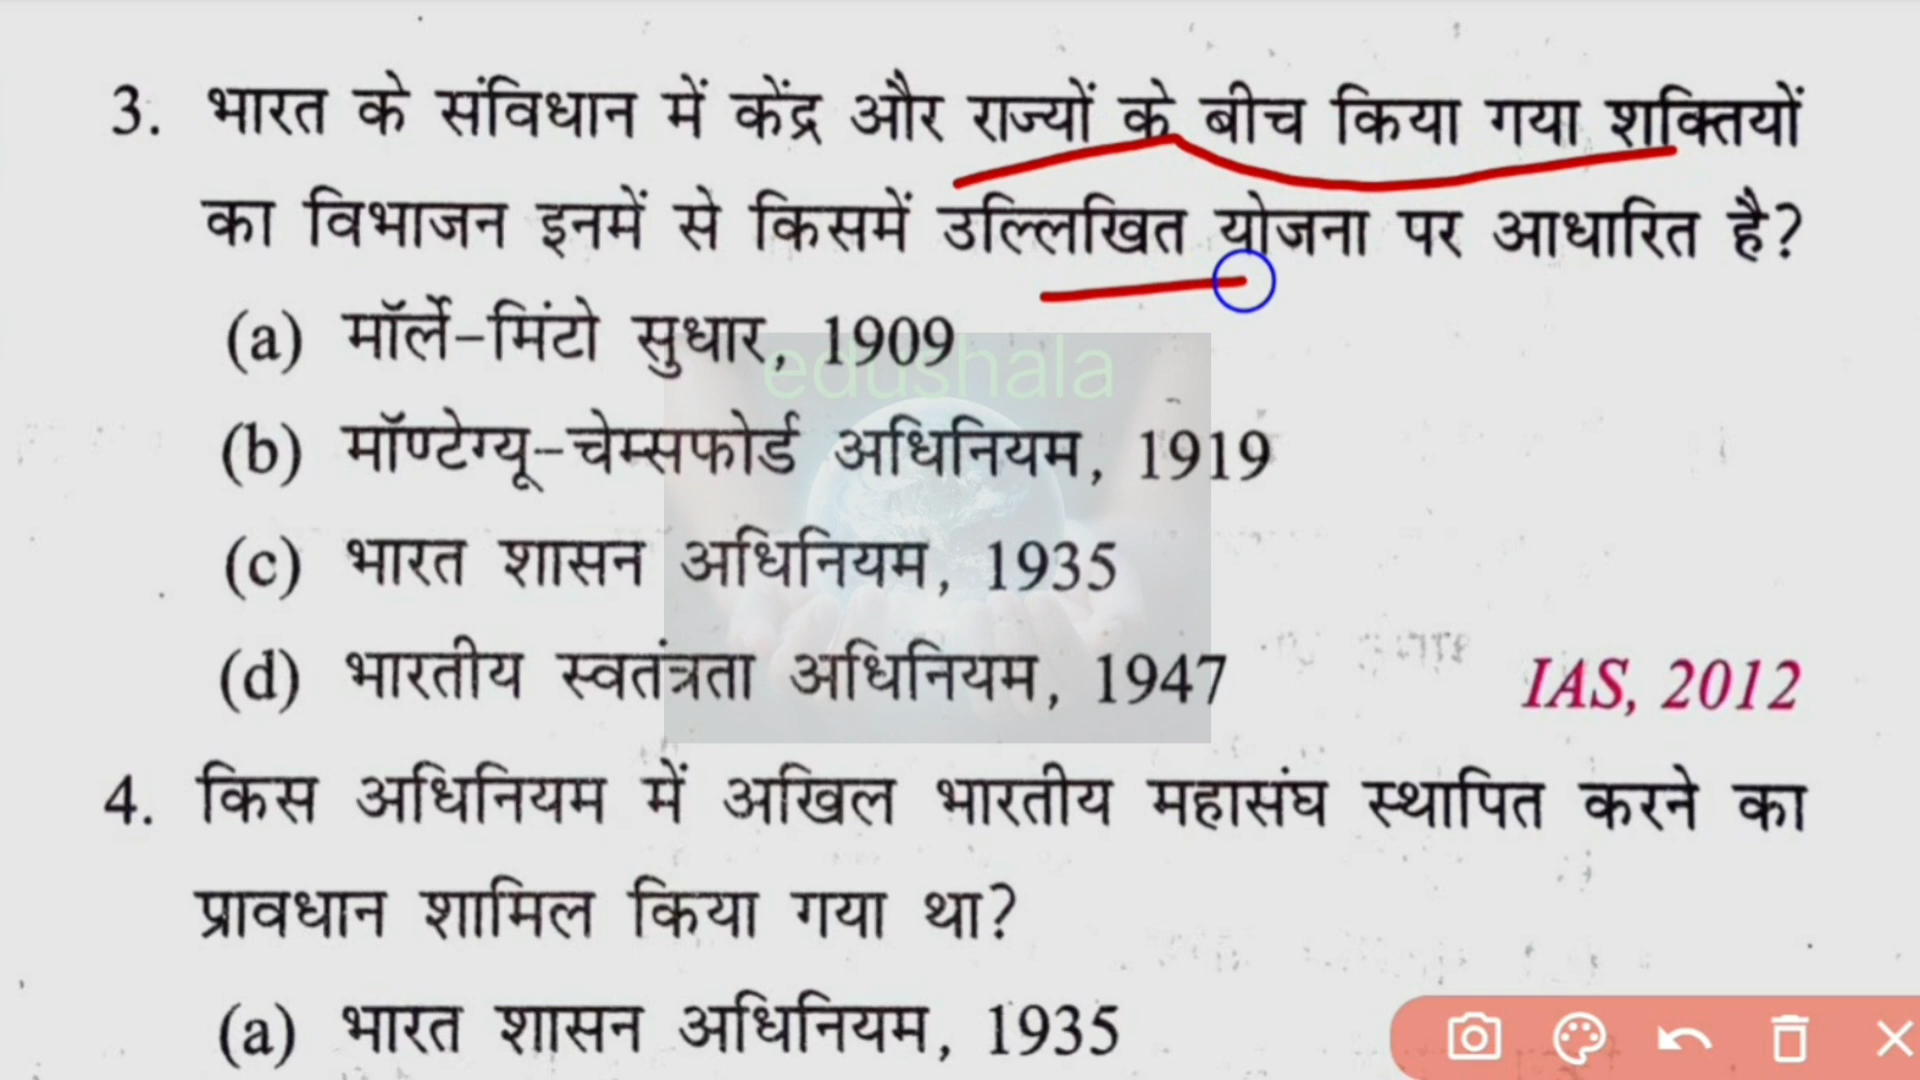 3. भारत के संविधान में केंद्र और राज्यों के बीच किया गया शक्तियों
का विभाजन इनमें से किसमें उल्लिखित योजना पर आधारित है?
(a) मॉर्ले-मिंटो सुधार, 1909
edushala
(b) मॉण्टेग्यू-चेम्सफोर्ड अधिनियम, 1919
(c) भारत शासन अधिनियम, 1935
(d) भारतीय स्वतंत्रता अधिनियम, 1947 IAS, 2012
4. किस अधिनियम में अखिल भारतीय महासंघ स्थापित करने का
प्रावधान शामिल किया गया था?
(a) भारत शासन अधिनियम, 1935